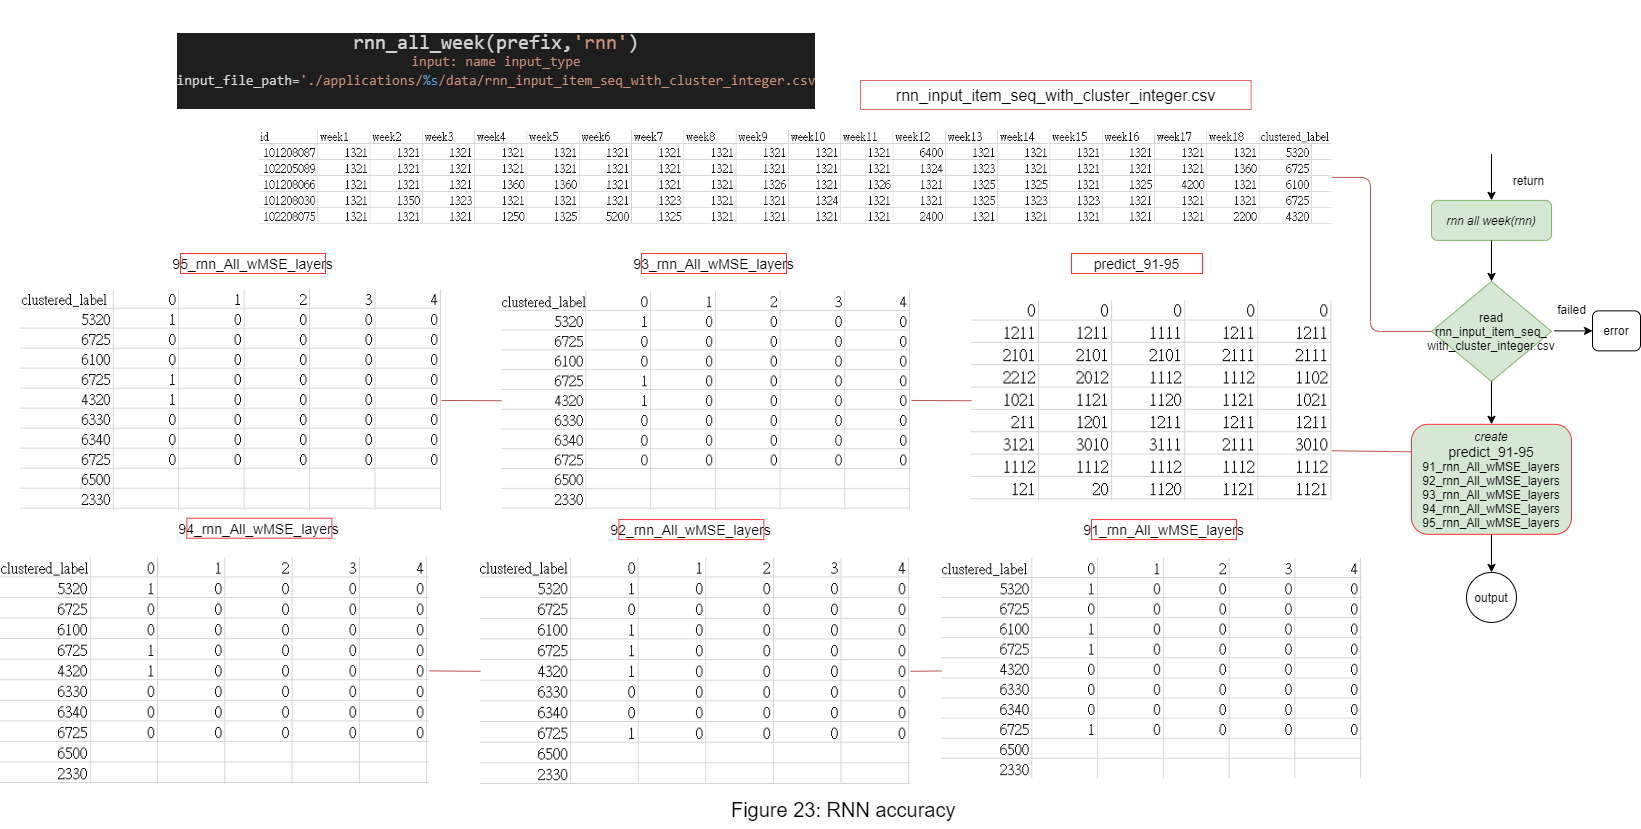 rnn_all_week(prefix,'rnn')
input: name input_type
input_file_path='./applications/%s/data/rnn_input_item_seq_with_cluster_integer.csv
rnn_input_item_seq_with_cluster_integer.csv
id week1 week2 week3 week4 week5 week6 week7 week8 week9 week10 week11 week12 week13 week14 week15 week16 week17 week18 clustered_label
101208087 1321 1321 1321 1321 1321 1321 1321 1321 1321 1321 1321 6400 1321 1321 1321 1321 1321 1321 5320
102205089 1321 1321 1321 1321 1321 1321 1321 1321 1321 1321 1321 1324 1323 1321 1321 1321 1321 1360 6725
101208066 1321 1321 1321 1360 1360 1321 1321 1321 1326 1321 1326 1321 1325 1325 1321 1325 4200 1321 6100
101208030 1321 1350 1323 1321 1321 1321 1323 1321 1321 1324 1321 1321 1325 1323 1323 1321 1321 1321 6725
102208075 1321 1321 1321 1250 1325 5200 1325 1321 1321 1321 1321 2400 1321 1321 1321 1321 1321 2200 4320
return
rnn all week(rnn)
read
rnn_input_item_seq_
with_cluster_integer.csv
failed
error
create
predict_91-95
91_rnn_All_wMSE_layers
92_rnn_All_wMSE_layers
93_rnn_All_wMSE_layers
94_rnn_All_wMSE_layers
95_rnn_All_wMSE_layers
output
95_rnn_All_wMSE_layers
clustered_label 0 1 2 3 4
5320 1 0 0 0 0
6725 0 0 0 0 0
6100 0 0 0 0 0
6725 1 0 0 0 0
4320 1 0 0 0 0
6330 0 0 0 0 0
6340 0 0 0 0 0
6725 0 0 0 0 0
6500
2330
93_rnn_All_wMSE_layers
clustered_label 0 1 2 3 4
5320 1 0 0 0 0
6725 0 0 0 0 0
6100 0 0 0 0 0
6725 1 0 0 0 0
4320 1 0 0 0 0
6330 0 0 0 0 0
6340 0 0 0 0 0
6725 0 0 0 0 0
6500
2330
predict_91-95
0 0 0 0 0
1211 1211 1111 1211 1211
2101 2101 2101 2111 2111
2212 2012 1112 1112 1102
1021 1121 1120 1121 1021
211 1201 1211 1211 1211
3121 3010 3111 2111 3010
1112 1112 1112 1112 1112
121 20 1120 1121 1121
94_rnn_All_wMSE_layers
clustered_label 0 1 2 3 4
5320 1 0 0 0 0
6725 0 0 0 0 0
6100 0 0 0 0 0
6725 1 0 0 0 0
4320 1 0 0 0 0
6330 0 0 0 0 0
6340 0 0 0 0 0
6725 0 0 0 0 0
6500
2330
92_rnn_All_wMSE_layers
clustered_label 0 1 2 3 4
5320 1 0 0 0 0
6725 0 0 0 0 0
6100 1 0 0 0 0
6725 1 0 0 0 0
4320 1 0 0 0 0
6330 0 0 0 0 0
6340 0 0 0 0 0
6725 1 0 0 0 0
6500
2330
91_rnn_All_wMSE_layers
clustered_label 0 1 2 3 4
5320 1 0 0 0 0
6725 0 0 0 0 0
6100 1 0 0 0 0
6725 1 0 0 0 0
4320 0 0 0 0 0
6330 0 0 0 0 0
6340 0 0 0 0 0
6725 1 0 0 0 0
6500
2330
Figure 23: RNN accuracy